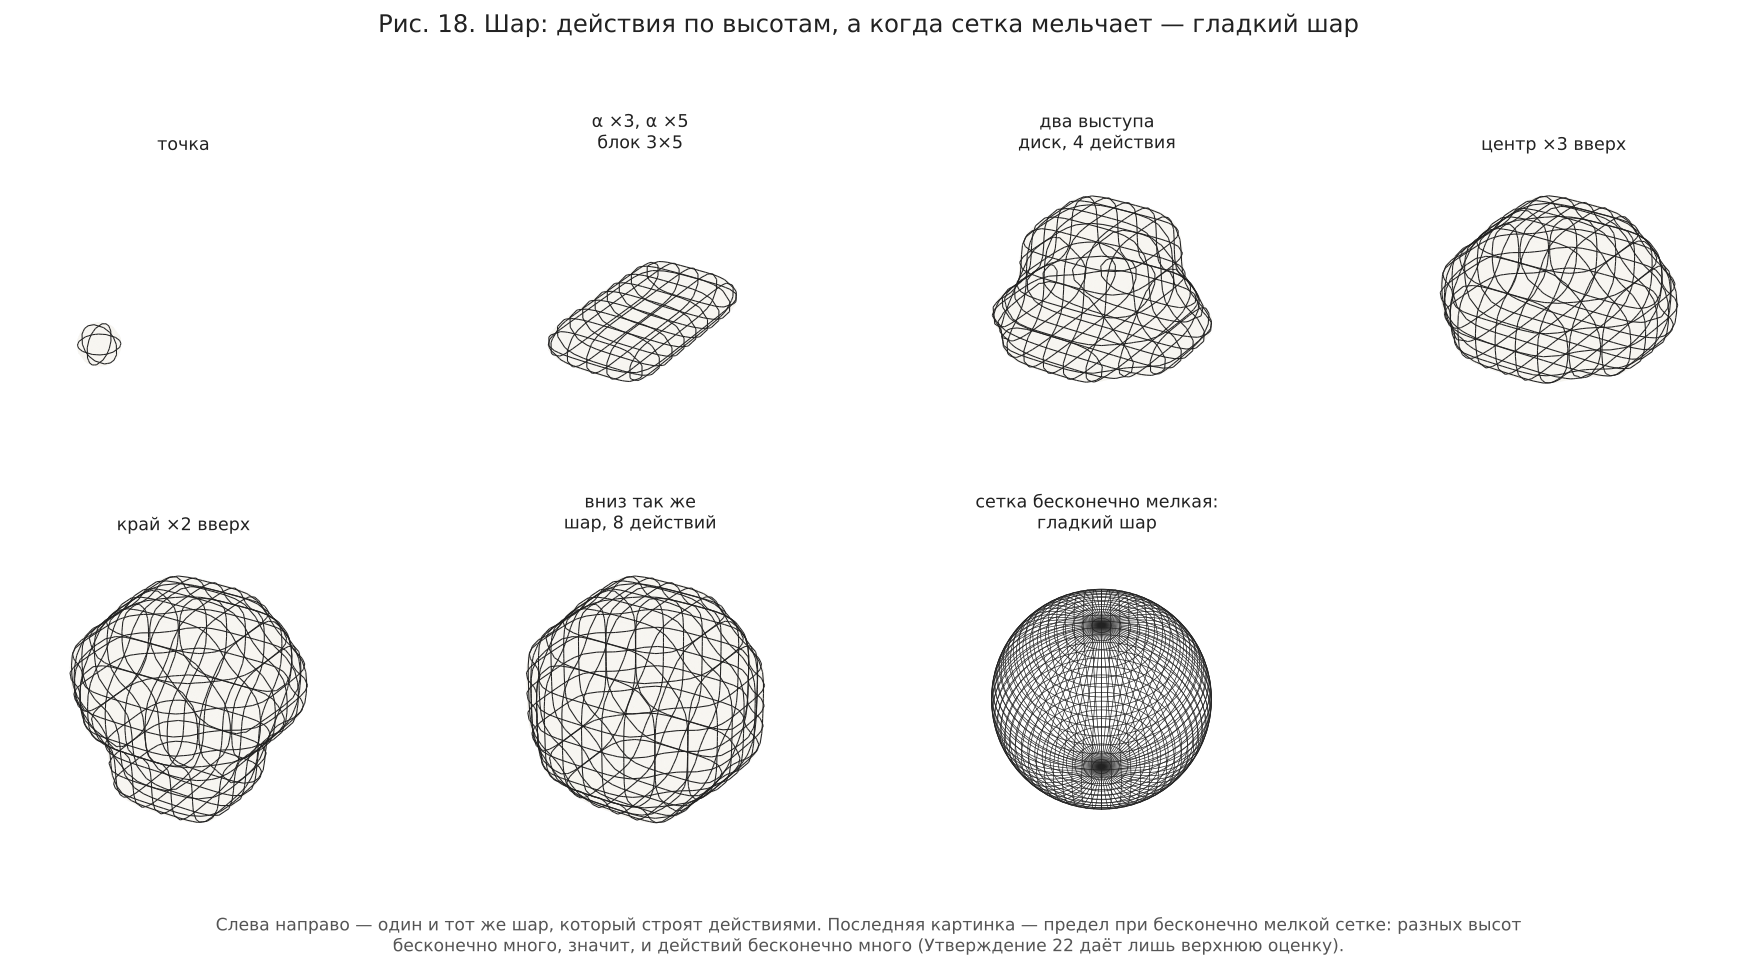 Рис. 18. Шар: действия по высотам, а когда сетка мельчает — гладкий шар
точка
α ×3, α ×5
блок 3×5
два выступа
диск, 4 действия
центр ×3 вверх
край ×2 вверх
вниз так же
шар, 8 действий
сетка бесконечно мелкая:
гладкий шар
Слева направо — один и тот же шар, который строят действиями. Последняя картинка — предел при бесконечно мелкой сетке: разных высот
бесконечно много, значит, и действий бесконечно много (Утверждение 22 даёт лишь верхнюю оценку).